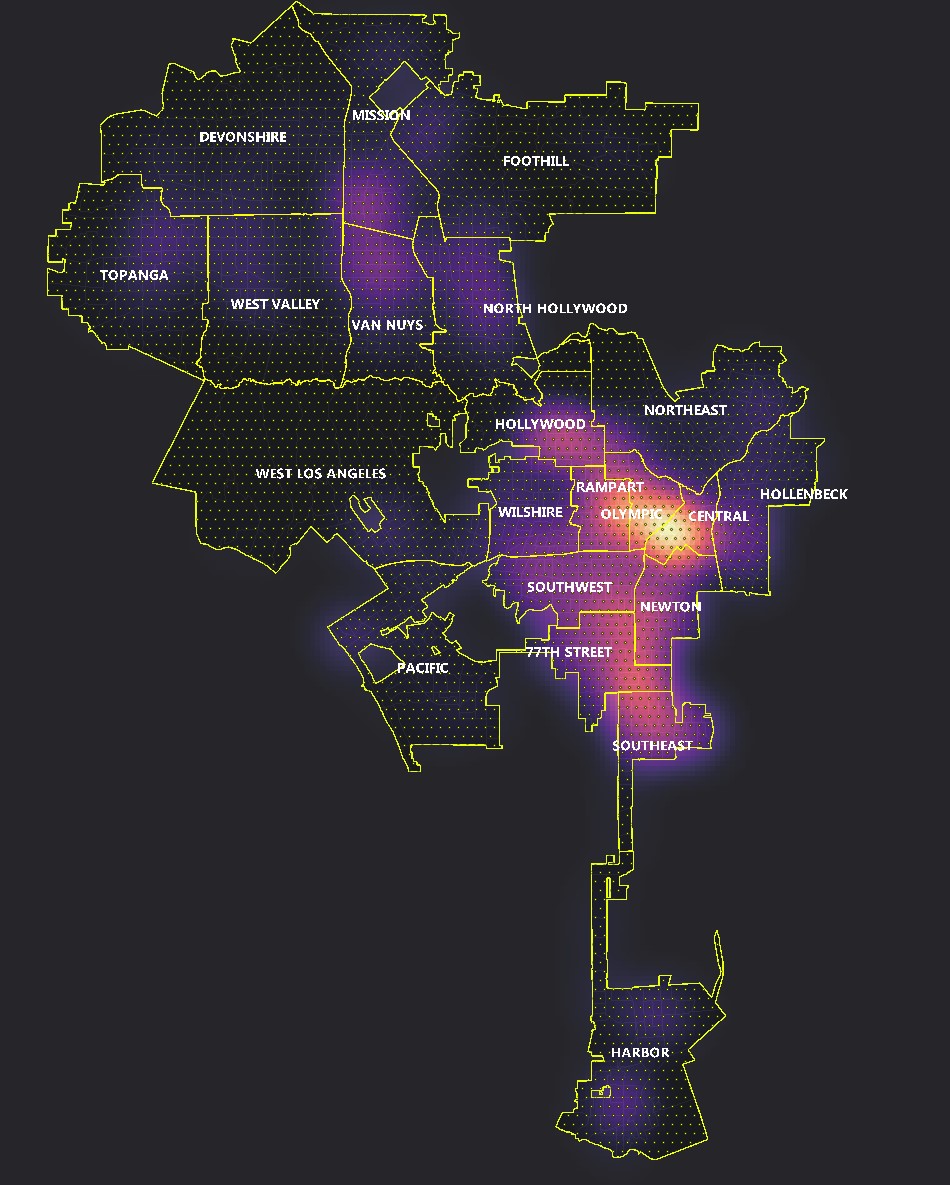 MISSION
DEVONSHIRE
FOOTHILL
TOPANGA
WEST VALLEY
NORTH HOLLYWOOD
VAN NUYS
NORTHEAST
HOLLYWOOD
WEST LOS ANGELES
RAMPART
HOLLENBECK
WILSHIRE
OLYMPIC
CENTRAL
SOUTHWEST
NEWTON
77TH STREET
PACIFIC
SOUTHEAST
HARBOR